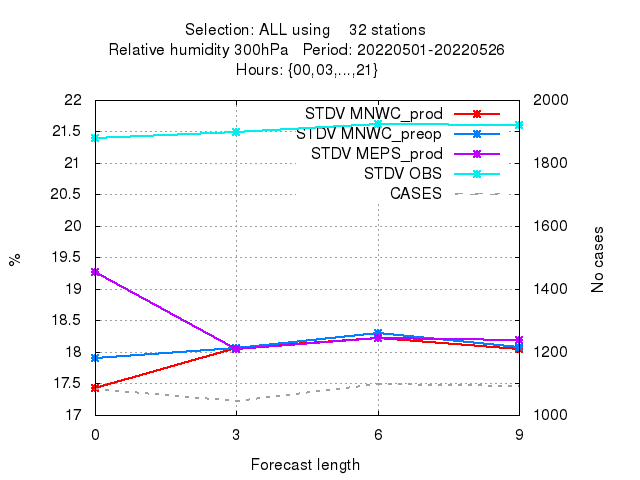 Selection: ALL using 32 stations
Relative humidity 300hPa Period: 20220501-20220526
Hours: {00,03,...,21}
22 2000
STDV MNWC_prod
21.5 STDV MNWC_preop
STDV MEPS_prod
21 1800
STDV OBS
20.5 CASES
20 1600
19.5
% No cases
19 1400
18.5
18 1200
17.5
17 1000
0 3 6 9
Forecast length